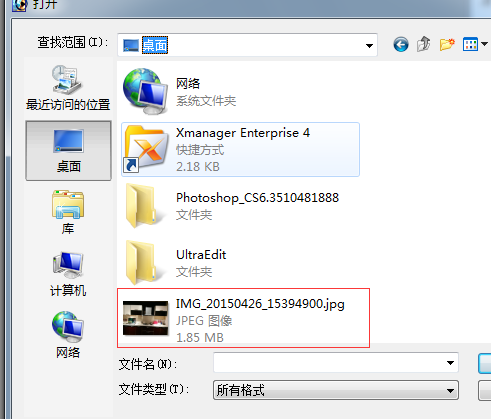 打开
查找范围(I):
桌面
最近访问的位置
桌面
库
计算机
网络
网络
系统文件夹
Xmanager Enterprise 4
快捷方式
2.18 KB
Photoshop_CS6.3510481888
文件夹
UltraEdit
文件夹
IMG_20150426_15394900.jpg
JPEG 图像
1.85 MB
文件名(N):
文件类型(T):
所有格式